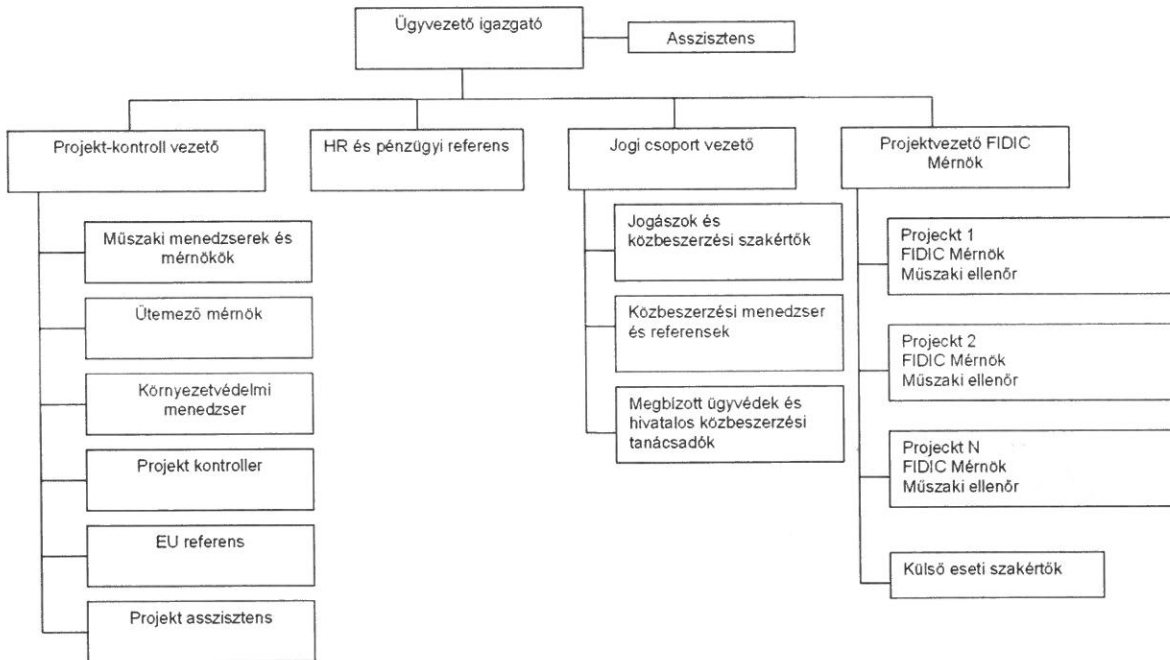 Ügyvezető igazgató
Asszisztens
Projekt-kontroll vezető
HR és pénzügyi referens
Jogi csoport vezető
Projektvezető FIDIC
Mérnök
Műszaki menedzserek és
mérnökök
Ütemező mérnök
Környezetvédelmi
menedzser
Projekt kontroller
EU referens
Projekt asszisztens
Jogászok és
közbeszerzési szakértők
Közbeszerzési menedzser
és referensek
Megbízott ügyvédek és
hivatalos közbeszerzési
tanácsadók
Projeckt 1
FIDIC Mérnök
Műszaki ellenőr
Projeckt 2
FIDIC Mérnök
Műszaki ellenőr
Projeckt N
FIDIC Mérnök
Műszaki ellenőr
Külső eseti szakértők